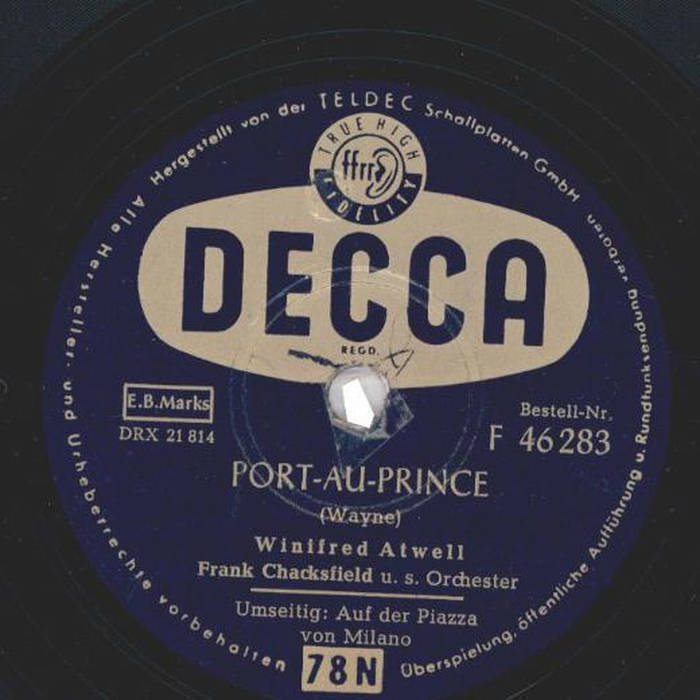 Alle Hersteller- und Urheberrechte vorbehalten
Hergestellt von der TELDEC Schallplatten GmbH
TRUE HIGH
ffrr
FIDELITY
DECCA
REGD.
E.B.Marks
DRX 21 814
Bestell-Nr.
F 46 283
PORT-AU-PRINCE
(Wayne)
Winifred Atwell
Frank Chacksfield u. s. Orchester
Umseitig: Auf der Piazza
von Milano
78N
Überspielung, öffentliche Aufführung u. Rundfunksendung verboten